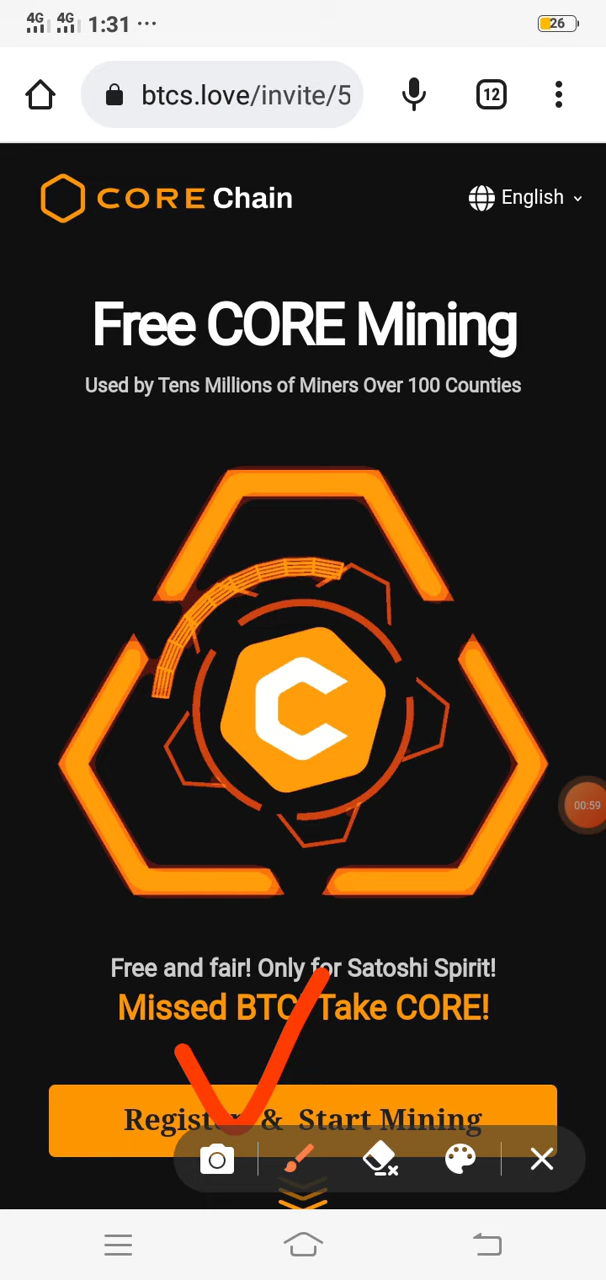 4G 4G 1:31 ... 26
btcs.love/invite/5 12
CORE Chain English
Free CORE Mining
Used by Tens Millions of Miners Over 100 Counties
00:59
Free and fair! Only for Satoshi Spirit!
Missed BTC Take CORE!
Register & Start Mining